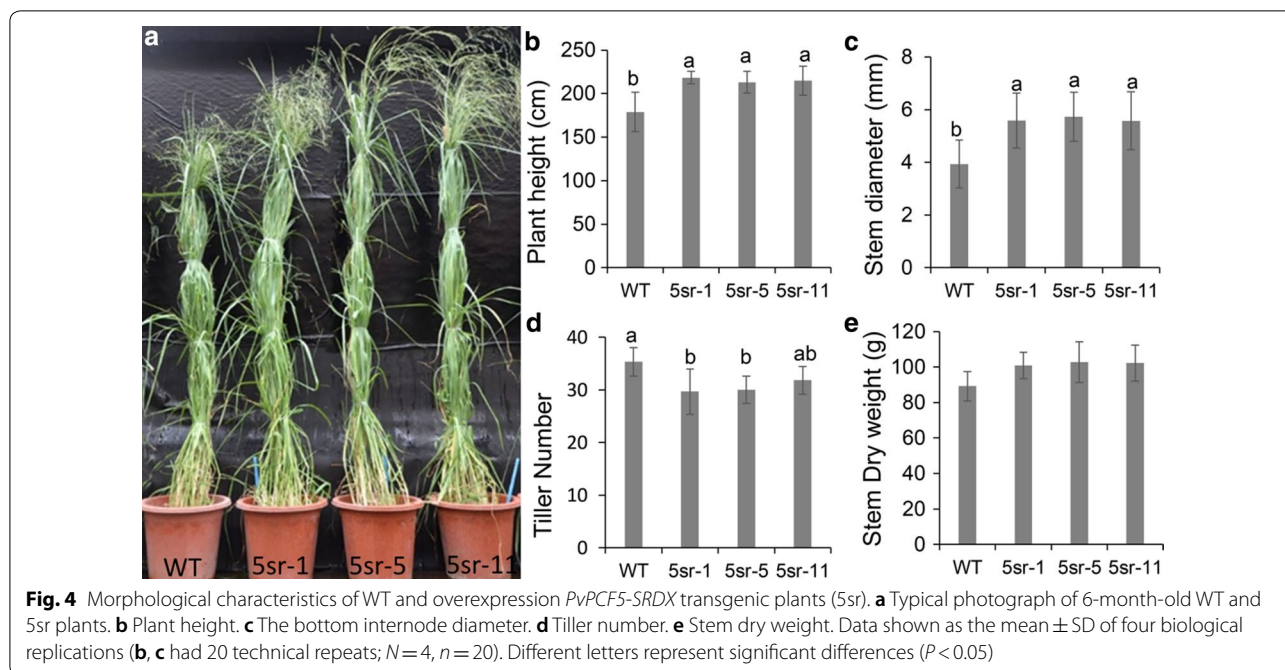 a
WT 5sr-1 5sr-5 5sr-11
b
Plant height (cm)
250
200
150
100
50
0
b a a a
WT 5sr-1 5sr-5 5sr-11
c
Stem diameter (mm)
8
6
4
2
0
b a a a
WT 5sr-1 5sr-5 5sr-11
d
Tiller Number
40
30
20
10
0
a b b ab
WT 5sr-1 5sr-5 5sr-11
e
Stem Dry weight (g)
120
100
80
60
40
20
0
WT 5sr-1 5sr-5 5sr-11
Fig. 4 Morphological characteristics of WT and overexpression PvPCF5-SRDX transgenic plants (5sr). a Typical photograph of 6-month-old WT and
5sr plants. b Plant height. c The bottom internode diameter. d Tiller number. e Stem dry weight. Data shown as the mean ± SD of four biological
replications (b, c had 20 technical repeats; N = 4, n = 20). Different letters represent significant differences (P < 0.05)